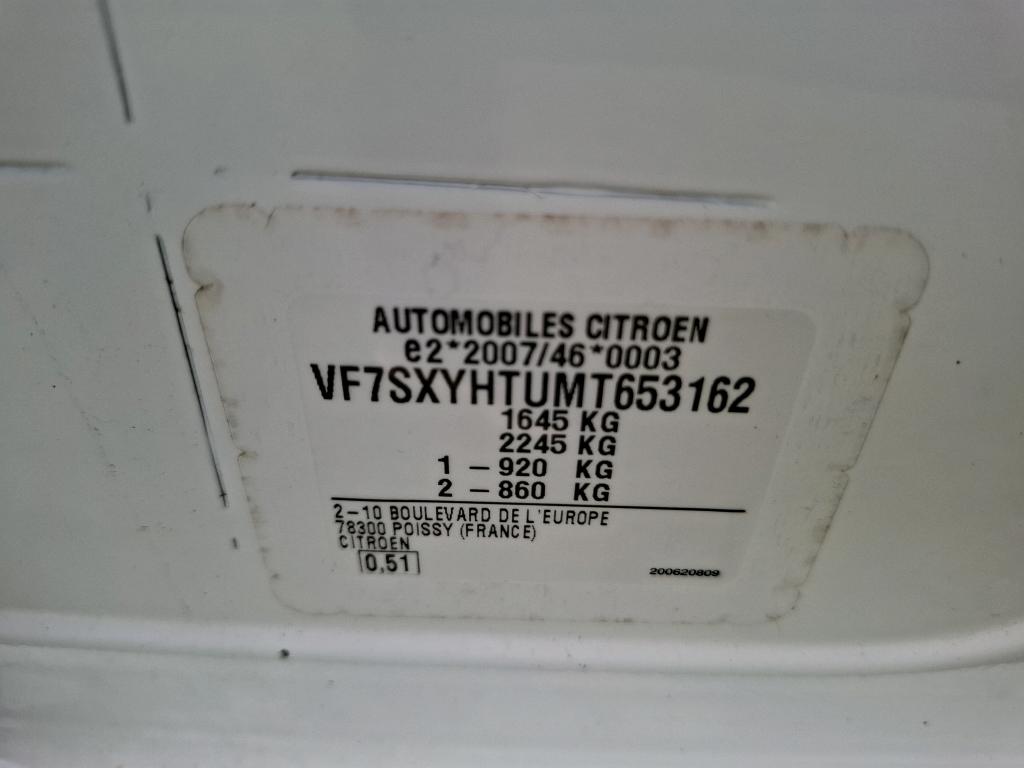 AUTOMOBILES CITROEN
e2*2007/46*0003
VF7SXYHTUMT653162
1645 KG
2245 KG
1 – 920 KG
2 – 860 KG
2–10 BOULEVARD DE L'EUROPE
78300 POISSY (FRANCE)
CITROEN
0,51
200620809